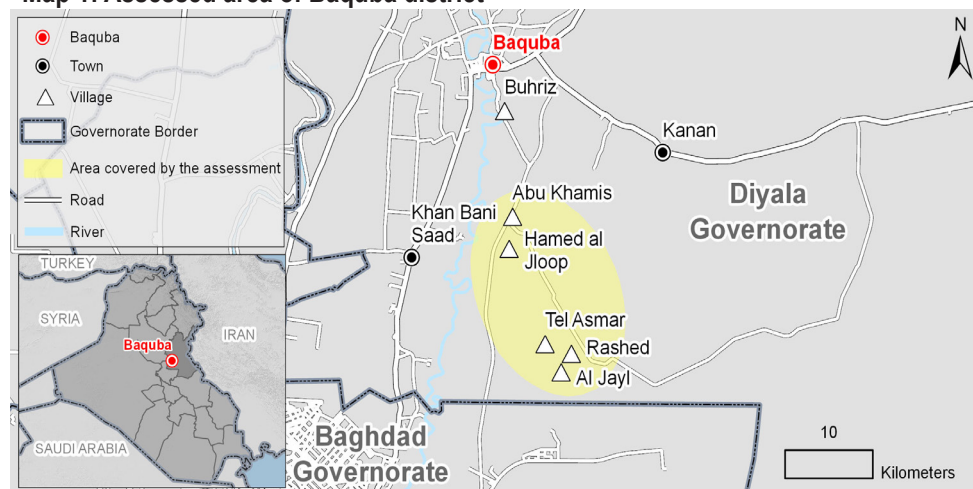 Map 1: Assessed area of Baquba district
Baquba
Town
Village
Governorate Border
Area covered by the assessment
Road
River
TURKEY
SYRIA
IRAN
Baquba
SAUDI ARABIA
Baquba
Buhriz
Kanan
Abu Khamis
Khan Bani
Saad
Hamed al
Jloop
Diyala
Governorate
Tel Asmar
Rashed
Al Jayl
Baghdad
Governorate
N
10
Kilometers